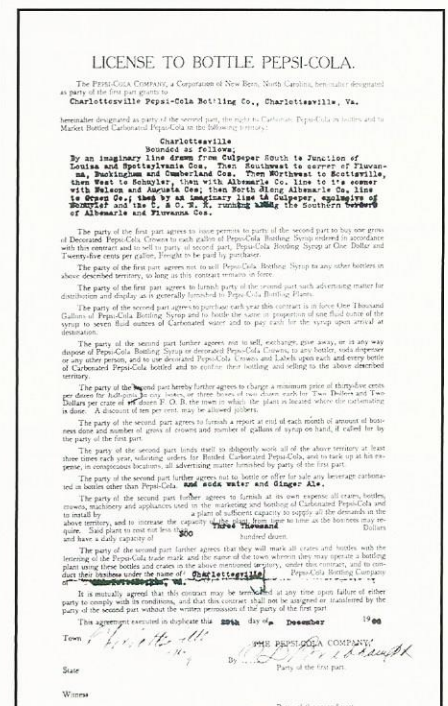 LICENSE TO BOTTLE PEPSI-COLA.
The PEPSI-COLA COMPANY, a Corporation of New Bern, North Carolina, hereinafter designated
as party of the first part grants to
Charlottesville Pepsi-Cola Bottling Co., Charlottesville, Va.
hereinafter designated as party of the second part, the right to Carbonate Pepsi-Cola in bottles and to
Market Bottled Carbonated Pepsi-Cola in the following territory:
Charlottesville
Bounded as follows;
By an imaginary line drawn from Culpeper South to Junction of
Louisa and Spottsylvania Cos. Then Southwest to corner of Fluvan-
na, Buckingham and Cumberland Cos. Then NOrthwest to Scottsville,
then West to Schuyler, then with Albemarle Co. line to it's corner
with Nelson and Augusta Cos; then North along Albemarle Co. line
to Green Co.; then by an imaginary line to Culpeper, exclusive of
Schuyler and the C. & O. R. R. running along the Southern
of Albemarle and Fluvanna Cos.
The party of the first part agrees to issue permits to party of the second part to buy one gross
of Decorated Pepsi-Cola Crowns to each gallon of Pepsi-Cola Bottling Syrup ordered in accordance
with this contract and to sell to party of second part, Pepsi-Cola Bottling Syrup at One Dollar and
Twenty-five cents per gallon, Freight to be paid by purchaser.
The party of the first part agrees not to sell Pepsi-Cola Bottling Syrup to any other bottlers in
above described territory, so long as this contract remains in force.
The party of the first part agrees to furnish party of the second part such advertising matter for
distribution and display as is generally furnished to Pepsi-Cola Bottling Plants.
The party of the second part agrees to purchase each year this contract is in force One Thousand
Gallons of Pepsi-Cola Bottling Syrup and to bottle the same in proportion of one fluid ounce of the
syrup to seven fluid ounces of Carbonated water and to pay cash for the syrup upon arrival at
destination.
The party of the second part further agrees not to sell, exchange, give away, or in any way
dispose of Pepsi-Cola Bottling Syrup or decorated Pepsi-Cola Crowns, to any bottler, soda dispenser
or any other person, and to use decorated Pepsi-Cola Crowns and Labels upon each and every bottle
of Carbonated Pepsi-Cola bottled and to confine their bottling and selling to the above described
territory.
The party of the second part hereby further agrees to charge a minimum price of thirty-five cents
per dozen for half-pints to any bottles, or three boxes of two dozen each for Two Dollars and Two
Dollars per crate of six dozen F. O. B. the town in which the plant is located where the carbonating
is done. A discount of ten per cent. may be allowed jobbers.
The party of the second part agrees to furnish a report at end of each month of amount of busi-
ness done and number of gross of crowns and number of gallons of syrup on hand, if called for by
the party of the first part.
The party of the second part binds itself to diligently work all of the above territory at least
three times each year, soliciting orders for Bottled Carbonated Pepsi-Cola, and to tack up at his ex-
pense, in conspicuous locations, all advertising matter furnished by party of the first part.
The party of the second part further agrees not to bottle or offer for sale any beverage carbona-
ted in bottles other than Pepsi-Cola. and soda water and Ginger Ale.
The party of the second part further agrees to furnish at its own expense all crates, bottles,
crowns, machinery and appliances used in the marketing and bottling of Carbonated Pepsi-Cola and
to install by a plant of sufficient capacity to supply all the demands in the
above territory, and to increase the capacity of the plant, from time to time as the business may re-
quire. Said plant to cost not less than Three Thousand Dollars
and have a daily capacity of 300 hundred dozen.
The party of the second part further agrees that they will mark all crates and bottles with the
lettering of the Pepsi-Cola trade mark and the name of the town wherein they may operate a bottling
plant using these bottles and crates in the above mentioned territory, under this contract, and to con-
duct their business under the name of: Charlottesville Pepsi-Cola Bottling Company
of
It is mutually agreed that this contract may be terminated at any time upon failure of either
party to comply with its conditions, and that this contract shall not be assigned or transferred by the
party of the second part without the written permission of the party of the first part.
This agreement executed in duplicate this 28th day of December 1908
Town
THE PEPSI-COLA COMPANY,
By
State
Party of the first part.
Witness